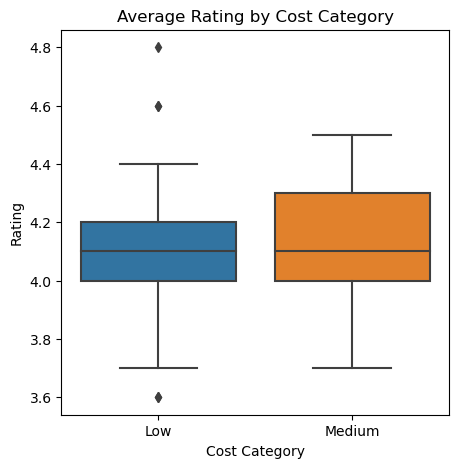 Average Rating by Cost Category
4.8
4.6
4.4
4.2
4.0
3.8
3.6
Rating
Low
Medium
Cost Category